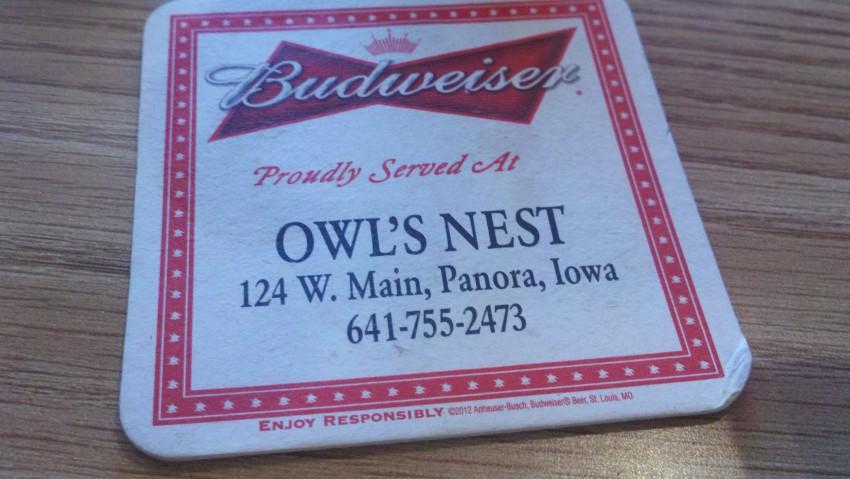 Budweiser
Proudly Served At
OWL'S NEST
124 W. Main, Panora, Iowa
641-755-2473
ENJOY RESPONSIBLY ©2012 Anheuser-Busch, Budweiser® Beer, St. Louis, MO